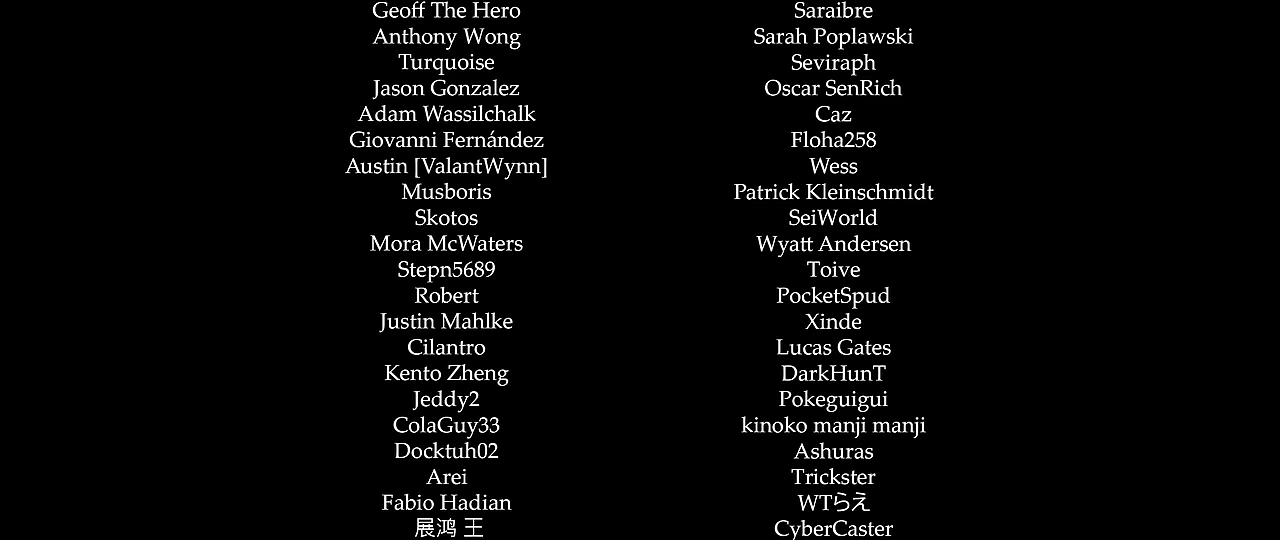 Geoff The Hero
Anthony Wong
Turquoise
Jason Gonzalez
Adam Wassilchalk
Giovanni Fernández
Austin [ValantWynn]
Musboris
Skotos
Mora McWaters
Stepn5689
Robert
Justin Mahlke
Cilantro
Kento Zheng
Jeddy2
ColaGuy33
Docktuh02
Arei
Fabio Hadian
展鸿 王
Saraibre
Sarah Poplawski
Seviraph
Oscar SenRich
Caz
Floha258
Wess
Patrick Kleinschmidt
SeiWorld
Wyatt Andersen
Toive
PocketSpud
Xinde
Lucas Gates
DarkHunT
Pokeguigui
kinoko manji manji
Ashuras
Trickster
WTらえ
CyberCaster